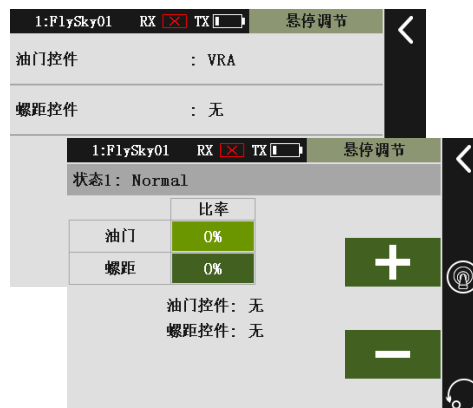 1:FlySky01 RX TX 悬停调节
油门控件 : VRA
螺距控件 : 无
1:FlySky01 RX TX 悬停调节
状态1: Normal
比率
油门 0%
螺距 0%
油门控件: 无
螺距控件: 无